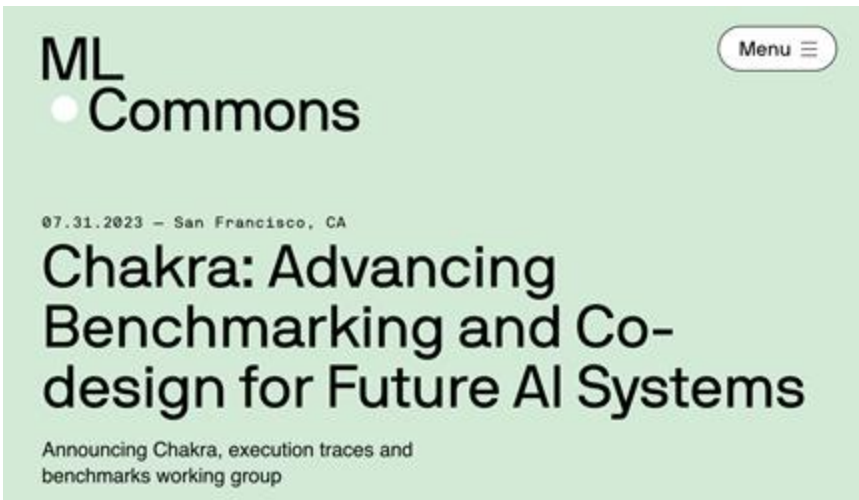 ML
Commons
Menu
07.31.2023 — San Francisco, CA
Chakra: Advancing
Benchmarking and Co-
design for Future AI Systems
Announcing Chakra, execution traces and
benchmarks working group